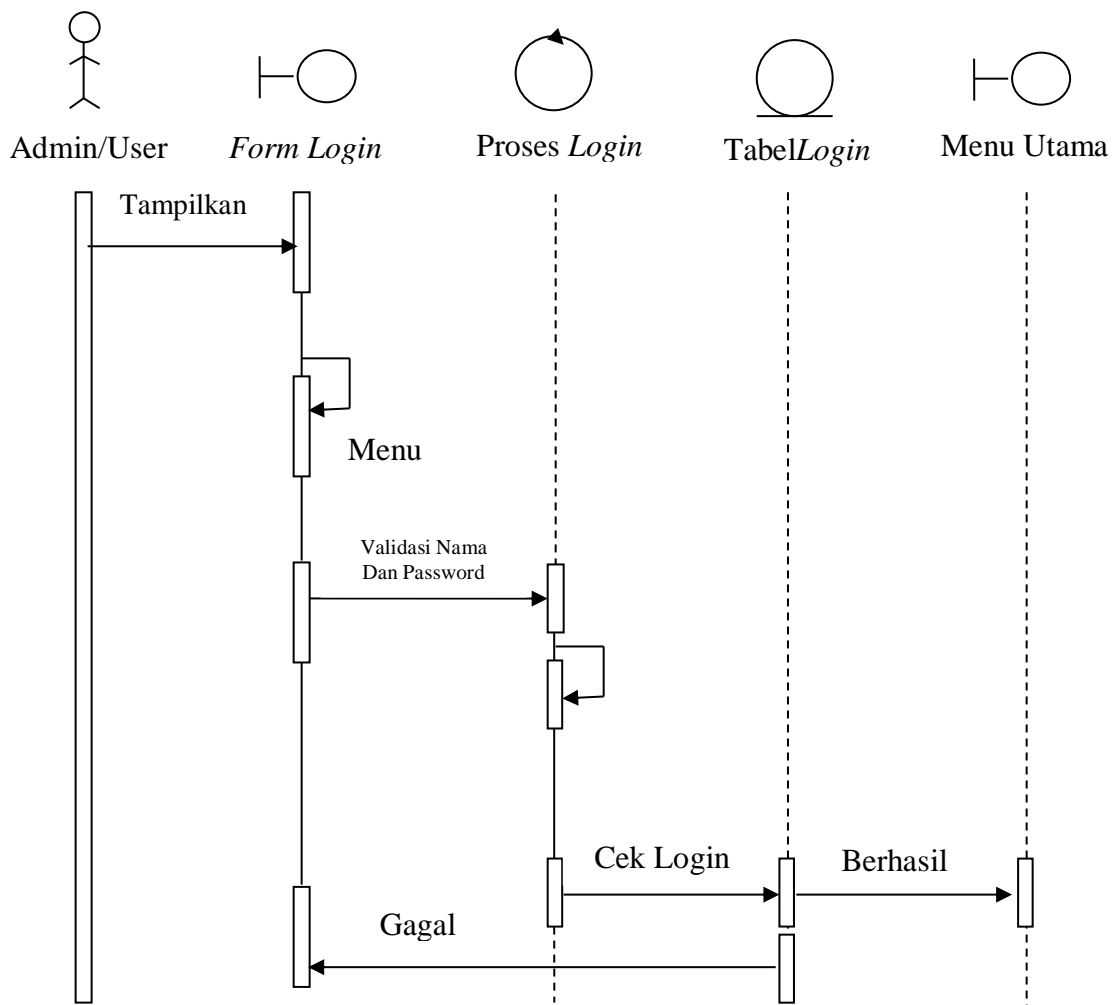 Admin/User
Form Login
Proses Login
TabelLogin
Menu Utama
Tampilkan
Menu
Validasi Nama
Dan Password
Cek Login
Berhasil
Gagal